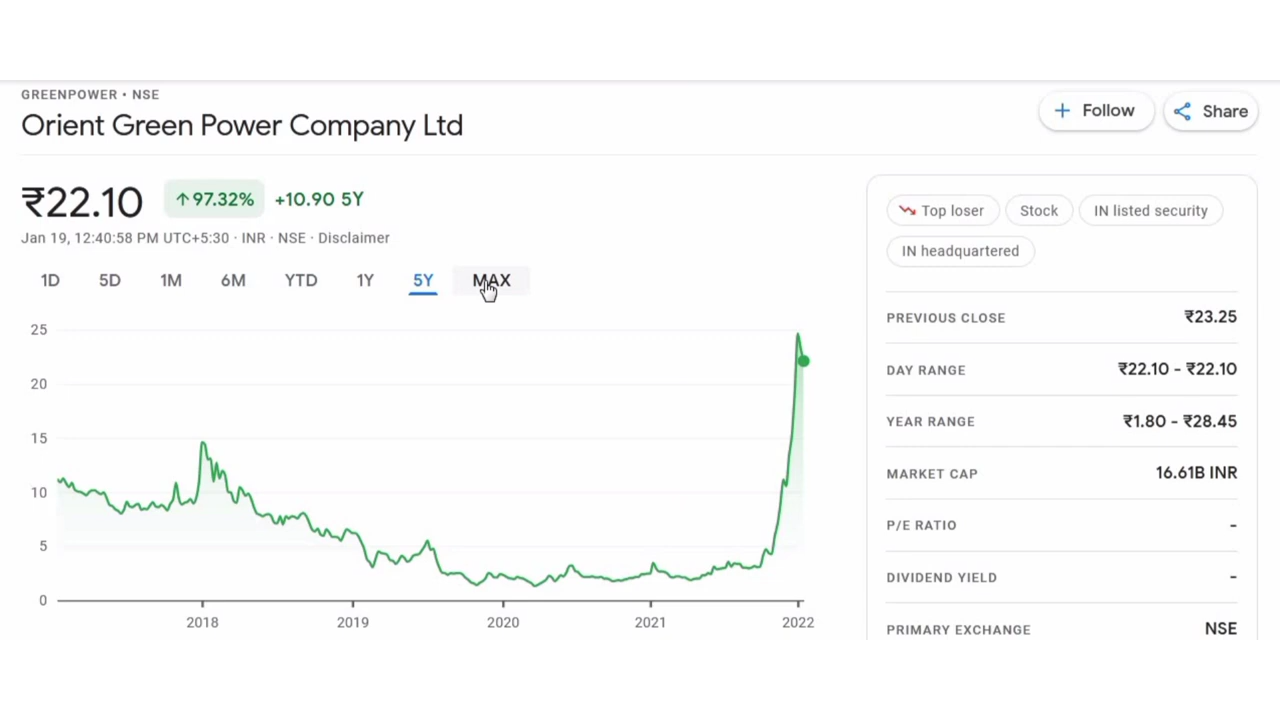 GREENPOWER • NSE
Orient Green Power Company Ltd
+ Follow
Share
₹22.10 ↑97.32% +10.90 5Y
Jan 19, 12:40:58 PM UTC+5:30 · INR · NSE · Disclaimer
1D 5D 1M 6M YTD 1Y 5Y MAX
25
20
15
10
5
0
2018 2019 2020 2021 2022
Top loser Stock IN listed security
IN headquartered
PREVIOUS CLOSE ₹23.25
DAY RANGE ₹22.10 - ₹22.10
YEAR RANGE ₹1.80 - ₹28.45
MARKET CAP 16.61B INR
P/E RATIO -
DIVIDEND YIELD -
PRIMARY EXCHANGE NSE